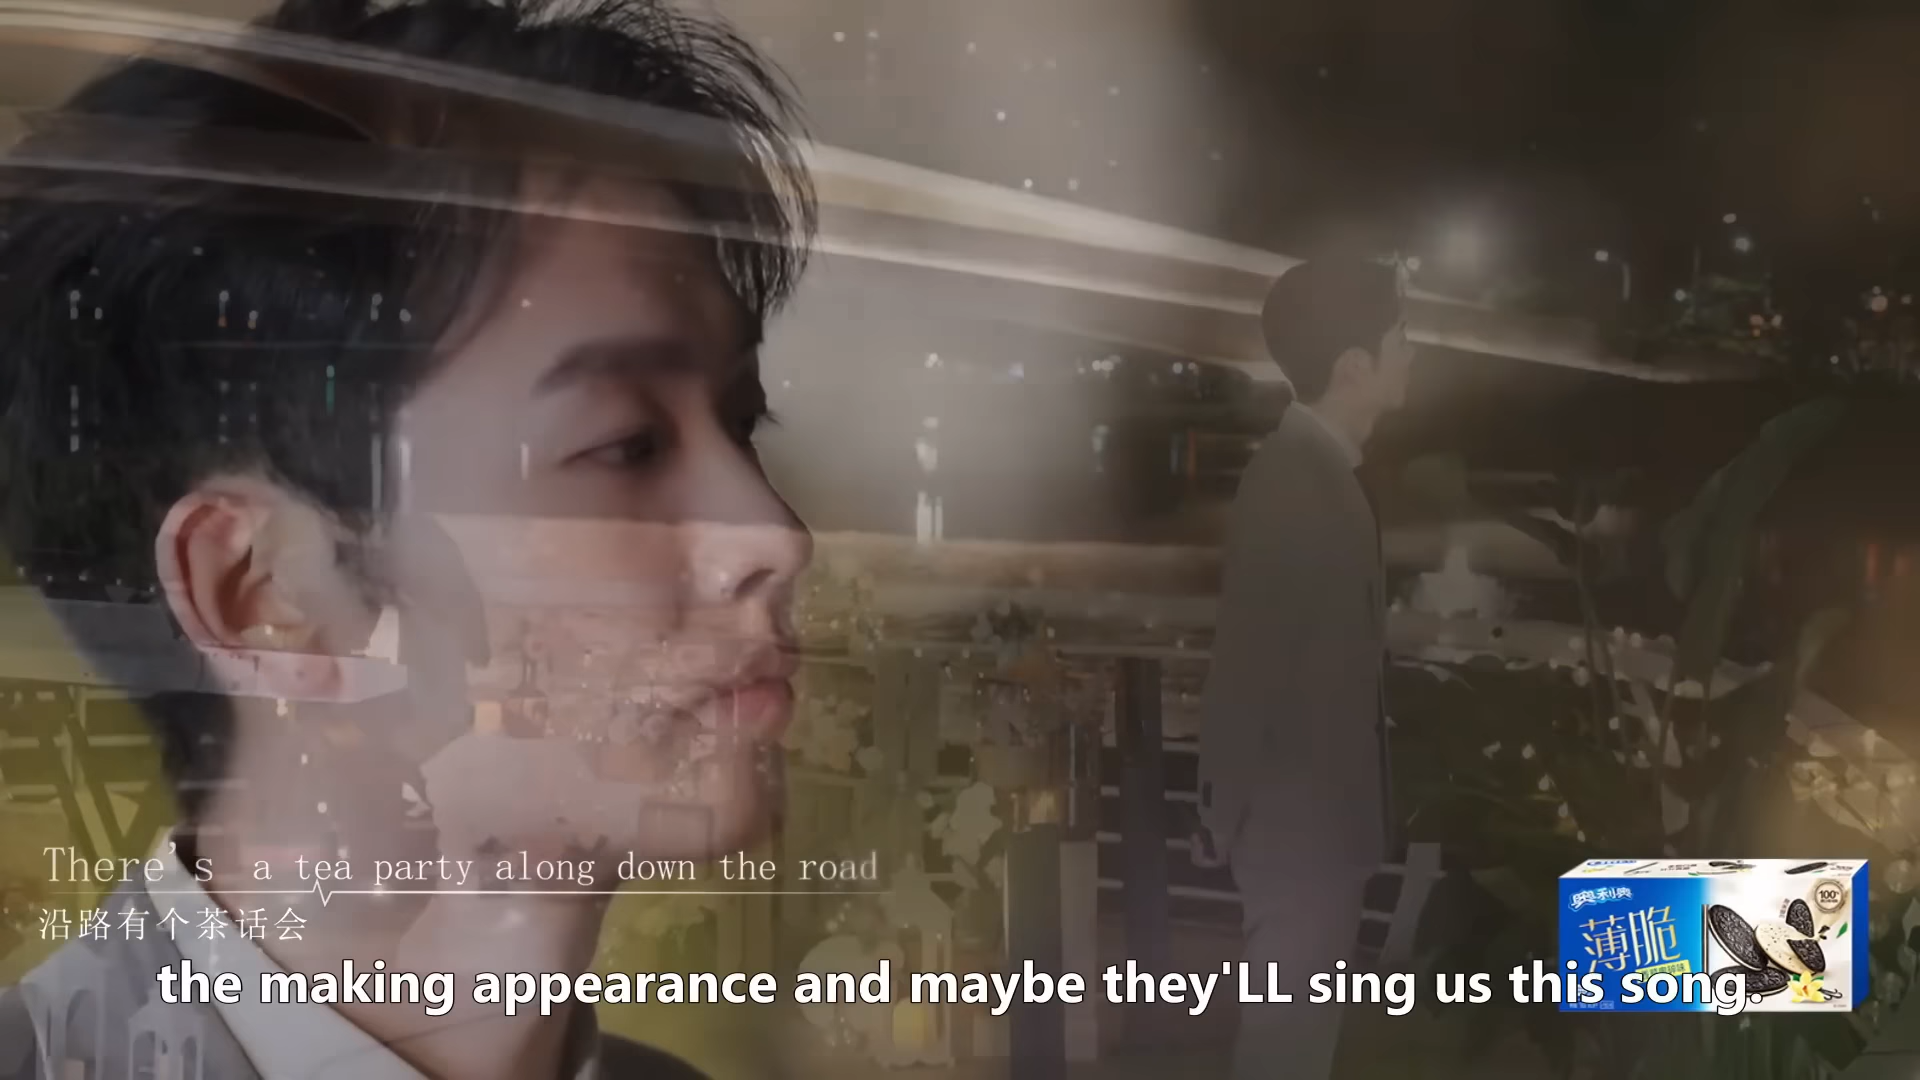 There's a tea party along down the road
沿路有个茶话会
奥利奥
薄脆
100%
the making appearance and maybe they'LL sing us this song.